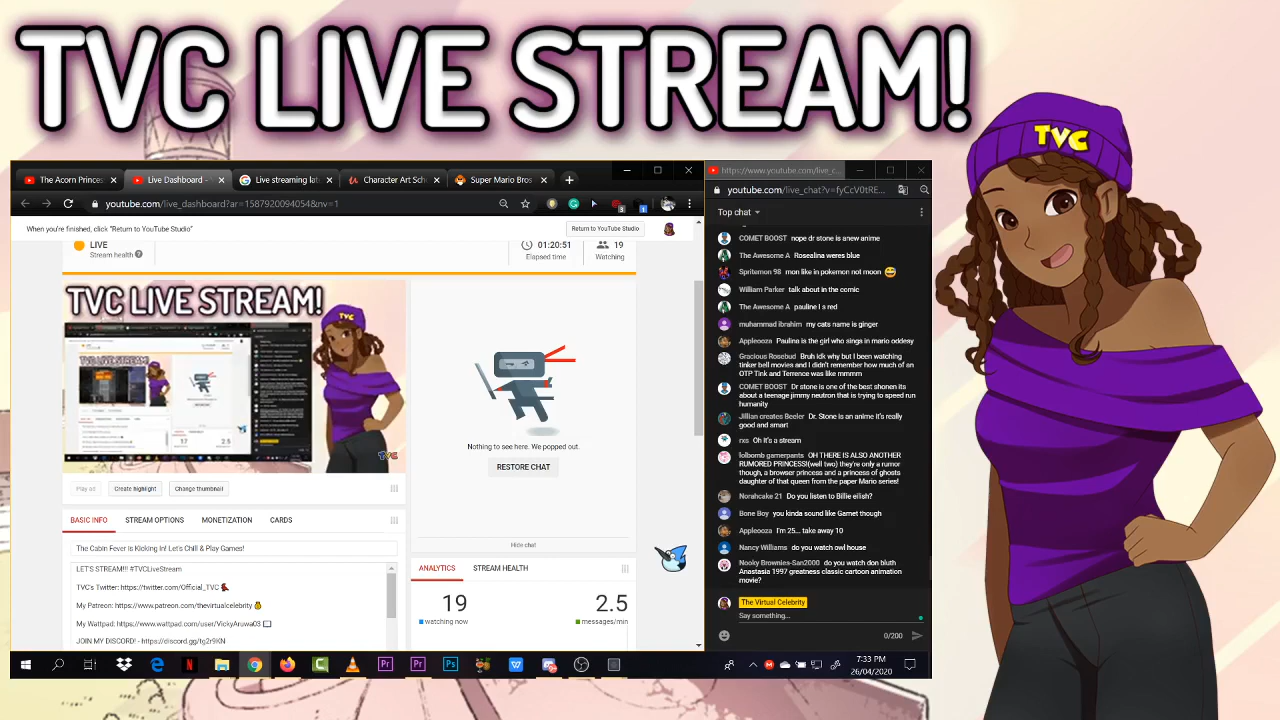 TVC LIVE STREAM!
TVC
The Acorn Princes
Live Dashboard - Y
Live streaming late
Character Art Scho
Super Mario Bros
https://www.youtube.com/live_c...
youtube.com/live_dashboard?ar=1587920094054&nv=1
youtube.com/live_chat?v=fyCcV0tRE...
When you're finished, click "Return to YouTube Studio"
Return to YouTube Studio
LIVE
Stream health
01:20:51
Elapsed time
19
Watching
TVC LIVE STREAM!
Nothing to see here. We popped out.
RESTORE CHAT
Play ad
Create highlight
Change thumbnail
BASIC INFO
STREAM OPTIONS
MONETIZATION
CARDS
The Cabin Fever is Kicking In! Let's Chill & Play Games!
LET'S STREAM!!! #TVCLiveStream
TVC's Twitter: https://twitter.com/Official_TVC
My Patreon: https://www.patreon.com/thevirtualcelebrity
My Wattpad: https://www.wattpad.com/user/VickyAruwa03
JOIN MY DISCORD! - https://discord.gg/tg2r9KN
Hide chat
ANALYTICS
STREAM HEALTH
19
watching now
2.5
messages/min
Top chat
COMET BOOST nope dr stone is anew anime
The Awesome A Rosealina weres blue
Spritemon 98 mon like in pokemon not moon
William Parker talk about in the comic
The Awesome A pauline I s red
muhammad ibrahim my cats name is ginger
Appleooza Paulina is the girl who sings in mario oddesy
Gracious Rosebud Bruh idk why but I been watching
tinker bell movies and I didn't remember how much of an
OTP Tink and Terrence was like mmmm
COMET BOOST Dr stone is one of the best shonen its
about a teenage jimmy neutron that is trying to speed run
humanity
Jillian creates Beeler Dr. Stone is an anime it's really
good and smart
rxs Oh it's a stream
lolbomb gamerpants OH THERE IS ALSO ANOTHER
RUMORED PRINCESS!(well two) they're only a rumor
though, a bowser princess and a princess of ghosts
daughter of that queen from the paper Mario series!
Norahcake 21 Do you listen to Billie eilish?
Bone Boy you kinda sound like Garnet though
Appleooza I'm 25... take away 10
Nancy Williams do you watch owl house
Nooky Brownies-San2000 do you watch don bluth
Anastasia 1997 greatness classic cartoon animation
movie?
The Virtual Celebrity
Say something...
0/200
7:33 PM
26/04/2020